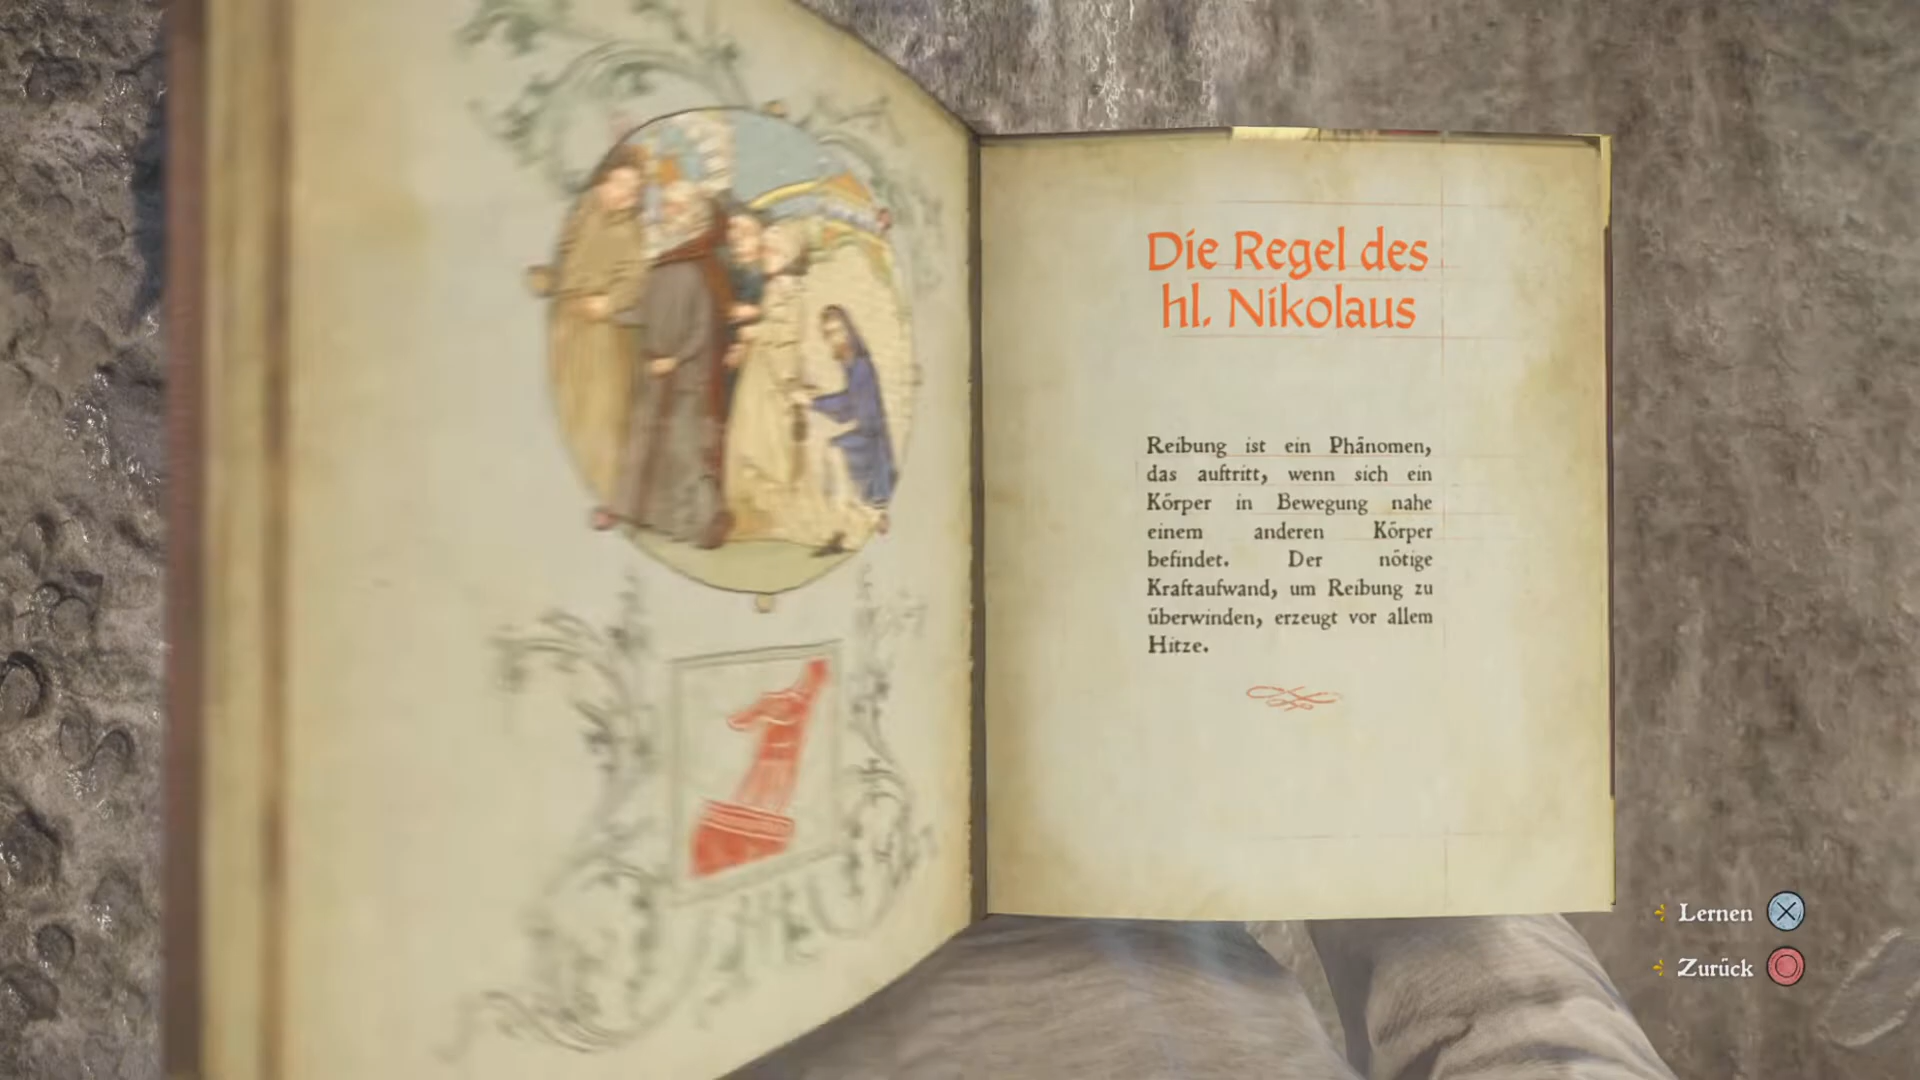 1
Die Regel des
hl. Nikolaus
Reibung ist ein Phänomen,
das auftritt, wenn sich ein
Körper in Bewegung nahe
einem anderen Körper
befindet. Der nötige
Kraftaufwand, um Reibung zu
überwinden, erzeugt vor allem
Hitze.
Lernen
Zurück